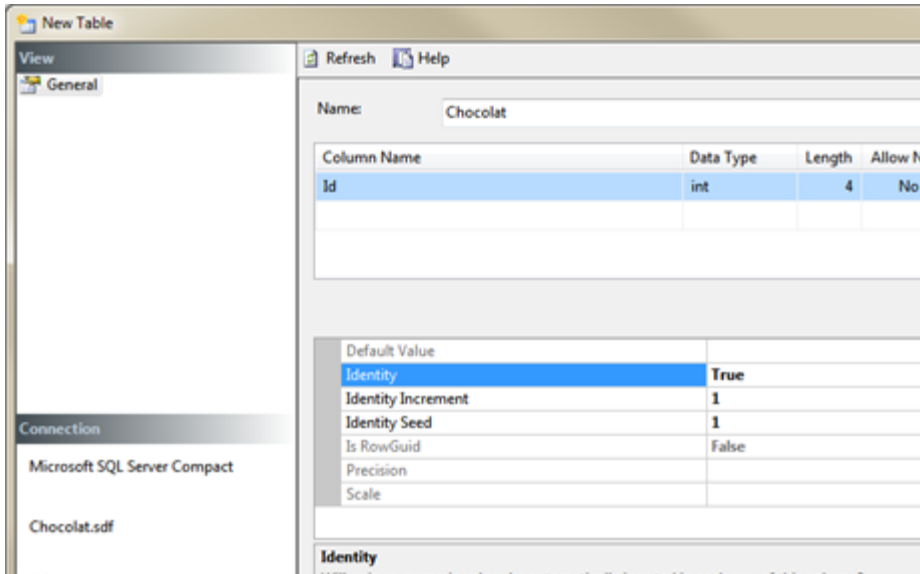 New Table
View
General
Refresh Help
Name: Chocolat
Column Name Data Type Length Allow
Id int 4 No
Default Value
Identity True
Identity Increment 1
Identity Seed 1
Is RowGuid False
Precision
Scale
Connection
Microsoft SQL Server Compact
Chocolat.sdf
Identity